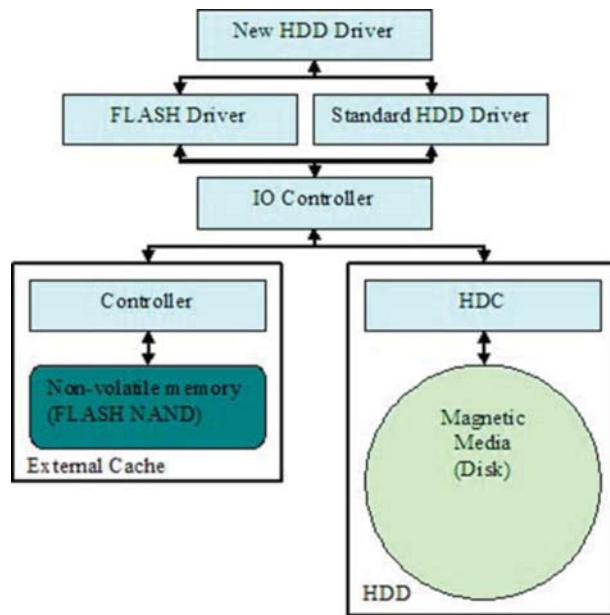 New HDD Driver
FLASH Driver
Standard HDD Driver
IO Controller
Controller
Non-volatile memory
(FLASH NAND)
External Cache
HDC
Magnetic
Media
(Disk)
HDD